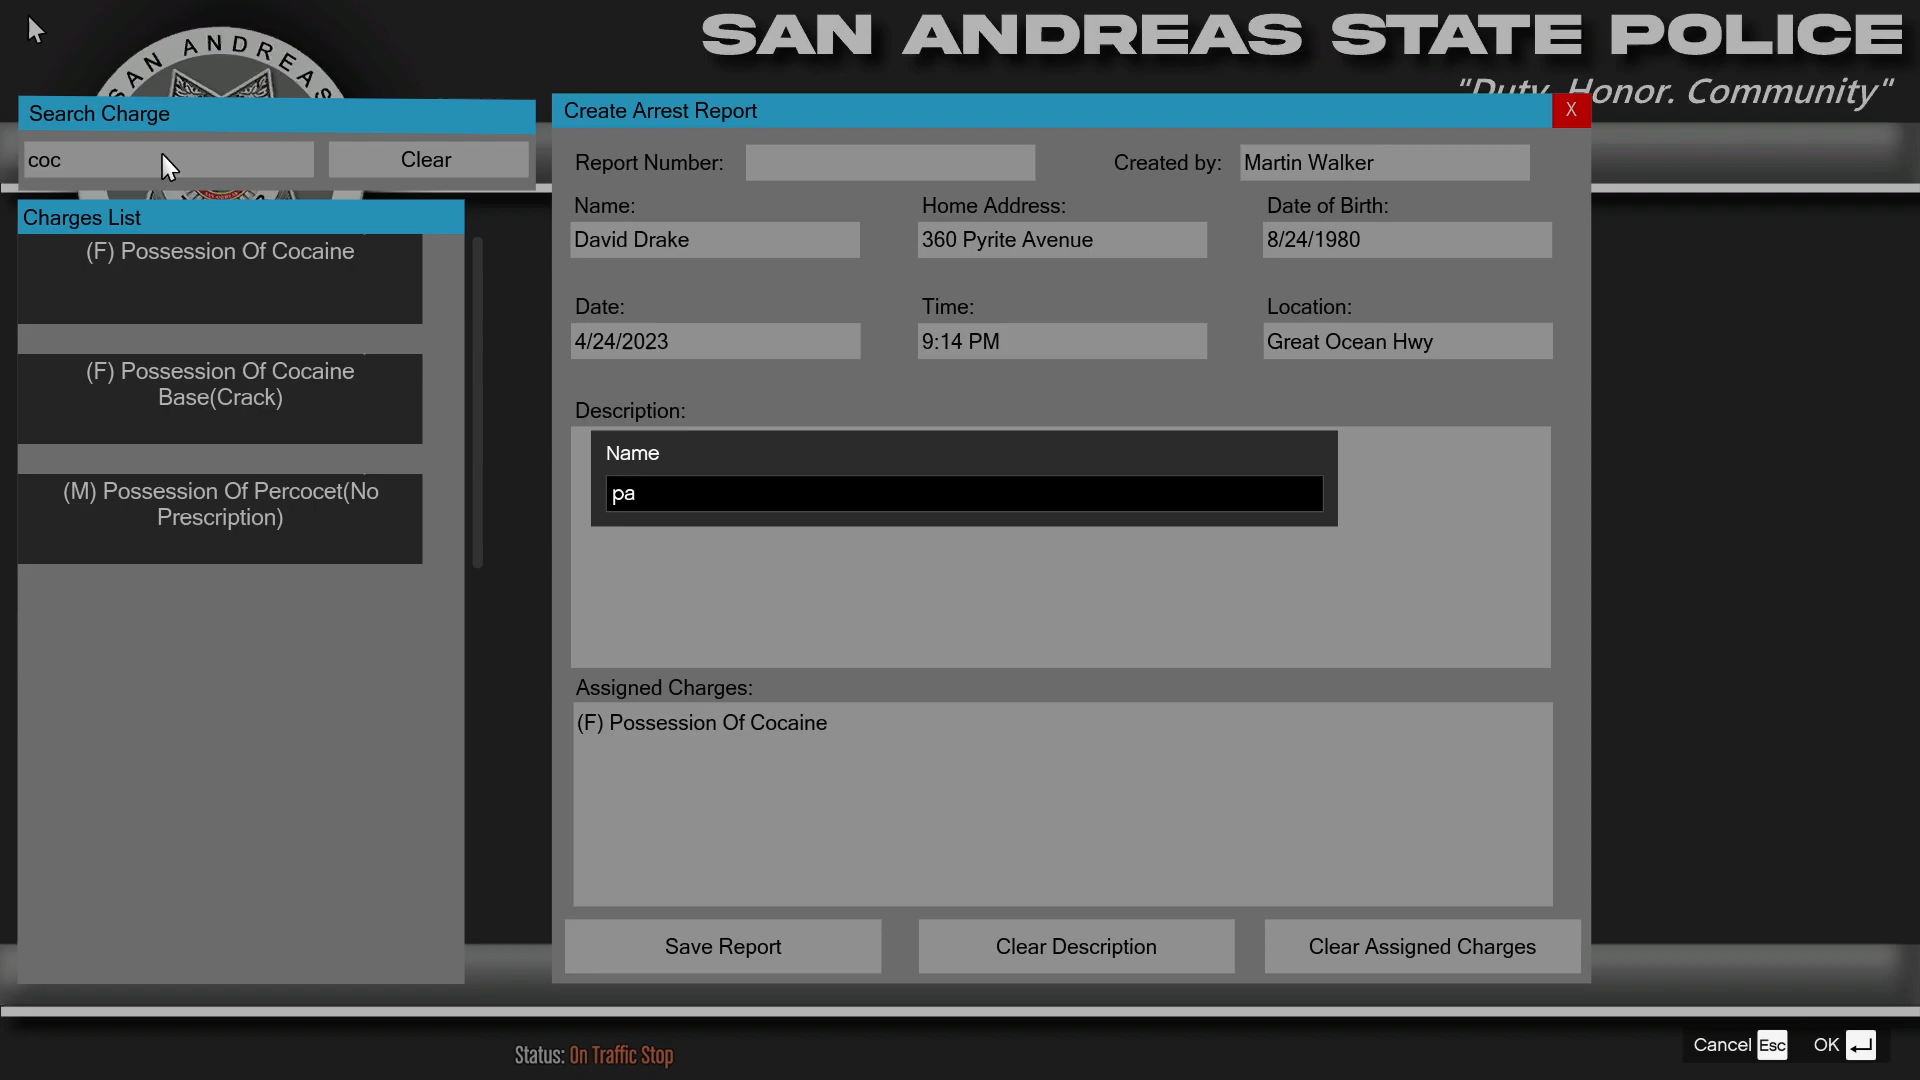 SAN ANDREAS STATE POLICE
"Duty. Honor. Community"
SAN ANDREAS
Search Charge
coc
Clear
Charges List
(F) Possession Of Cocaine
(F) Possession Of Cocaine
Base(Crack)
(M) Possession Of Percocet(No
Prescription)
Create Arrest Report
X
Report Number:
Created by: Martin Walker
Name:
Home Address:
Date of Birth:
David Drake
360 Pyrite Avenue
8/24/1980
Date:
Time:
Location:
4/24/2023
9:14 PM
Great Ocean Hwy
Description:
Name
pa
Assigned Charges:
(F) Possession Of Cocaine
Save Report
Clear Description
Clear Assigned Charges
Status: On Traffic Stop
Cancel Esc
OK